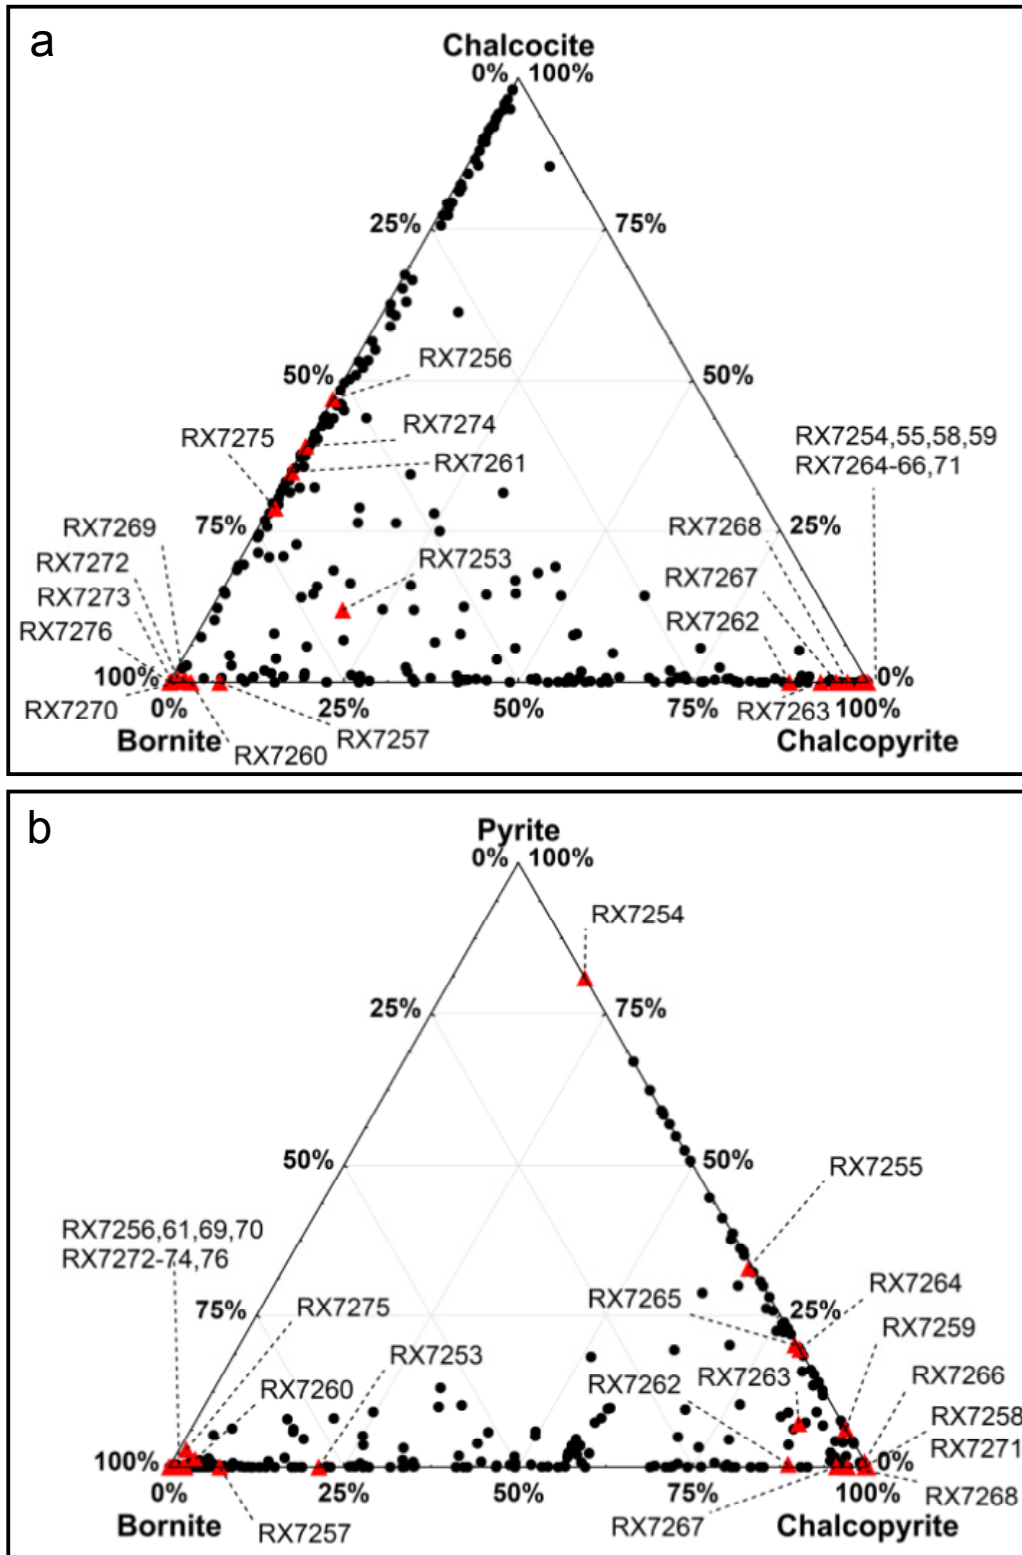 a
Chalcocite
0% 100%
25% 75%
RX7256
50% 50%
RX7274
RX7275
RX7261
RX7254,55,58,59
RX7264-66,71
RX7269
75%
RX7268 25%
RX7272
RX7253
RX7267
RX7273
RX7262
RX7276
100% 0%
RX7270
0% 25% 50% 75% RX7263 100%
Bornite RX7260 RX7257 Chalcopyrite
b
Pyrite
0% 100%
RX7254
25% 75%
50% 50%
RX7255
RX7256,61,69,70
RX7272-74,76
RX7264
RX7265
75% RX7275 25%
RX7259
RX7253
RX7260
RX7262 RX7263
RX7266
RX7258
RX7271
100% 0%
0% 25% 50% 75% 100%
RX7268
Bornite RX7257 RX7267 Chalcopyrite